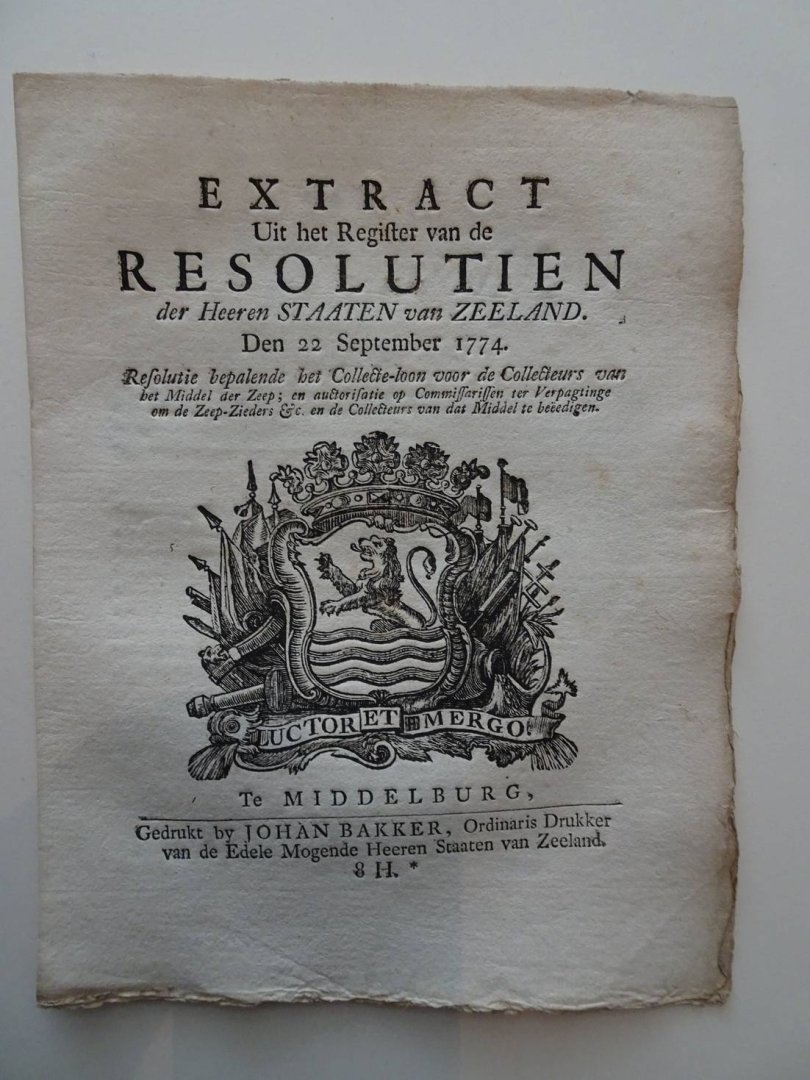 EXTRACT
Uit het Regiſter van de
RESOLUTIEN
der Heeren STAATEN van ZEELAND.
Den 22 September 1774.
Reſolutie bepalende het Collecte-loon voor de Collecteurs van
het Middel der Zeep; en auctoriſatie op Commiſſariſſen ter Verpagtinge
om de Zeep-Zieders &c. en de Collecteurs van dat Middel te beëedigen.
LUCTOR ET EMERGO
Te MIDDELBURG,
Gedrukt by JOHAN BAKKER, Ordinaris Drukker
van de Edele Mogende Heeren Staaten van Zeeland.
8 H. *